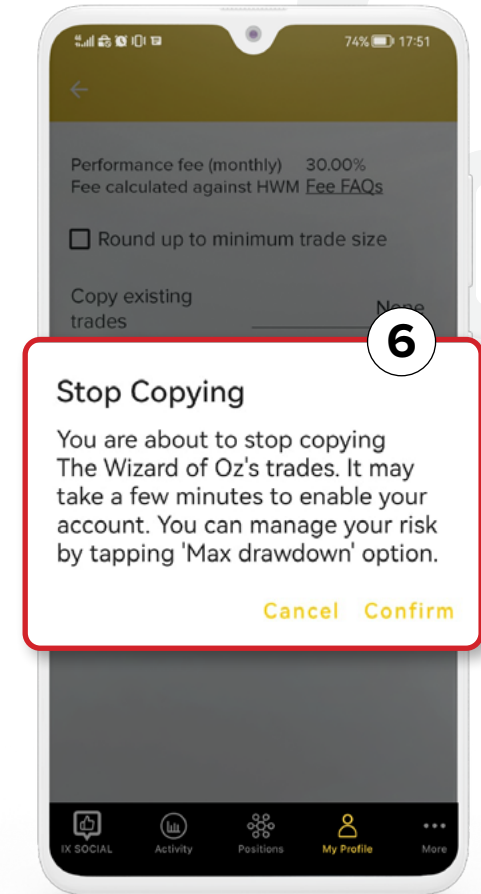 74% 17:51
Performance fee (monthly) 30.00%
Fee calculated against HWM Fee FAQs
Round up to minimum trade size
Copy existing
trades
None
6
Stop Copying
You are about to stop copying
The Wizard of Oz's trades. It may
take a few minutes to enable your
account. You can manage your risk
by tapping 'Max drawdown' option.
Cancel Confirm
IX SOCIAL Activity Positions My Profile More